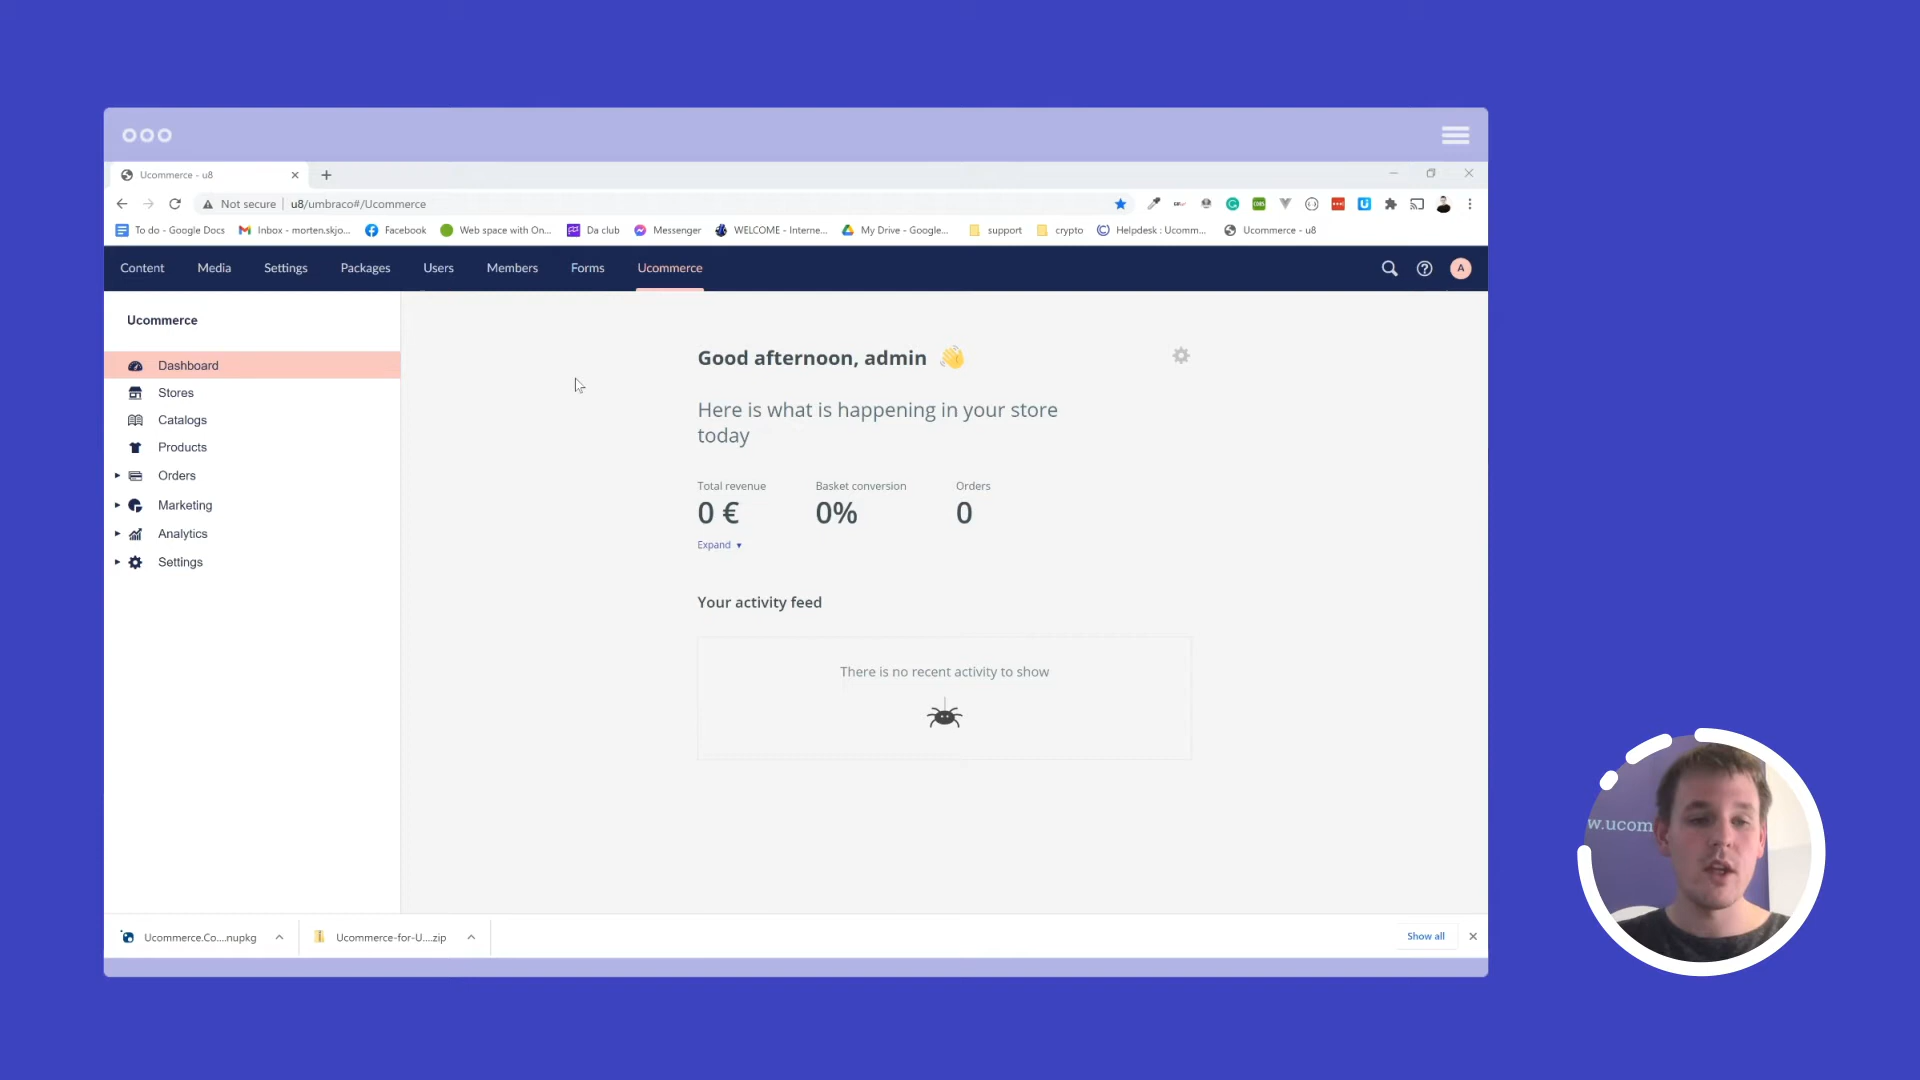 Ucommerce - u8
Not secure | u8/umbraco#/Ucommerce
To do - Google Docs Inbox - morten.skjo... Facebook Web space with On... Da club Messenger WELCOME - Interne... My Drive - Google... support crypto Helpdesk : Ucomm... Ucommerce - u8
Content Media Settings Packages Users Members Forms Ucommerce A
Ucommerce
Dashboard
Stores
Catalogs
Products
Orders
Marketing
Analytics
Settings
Good afternoon, admin
Here is what is happening in your store
today
Total revenue Basket conversion Orders
0 € 0% 0
Expand
Your activity feed
There is no recent activity to show
w.ucom
Ucommerce.Co....nupkg Ucommerce-for-U....zip Show all